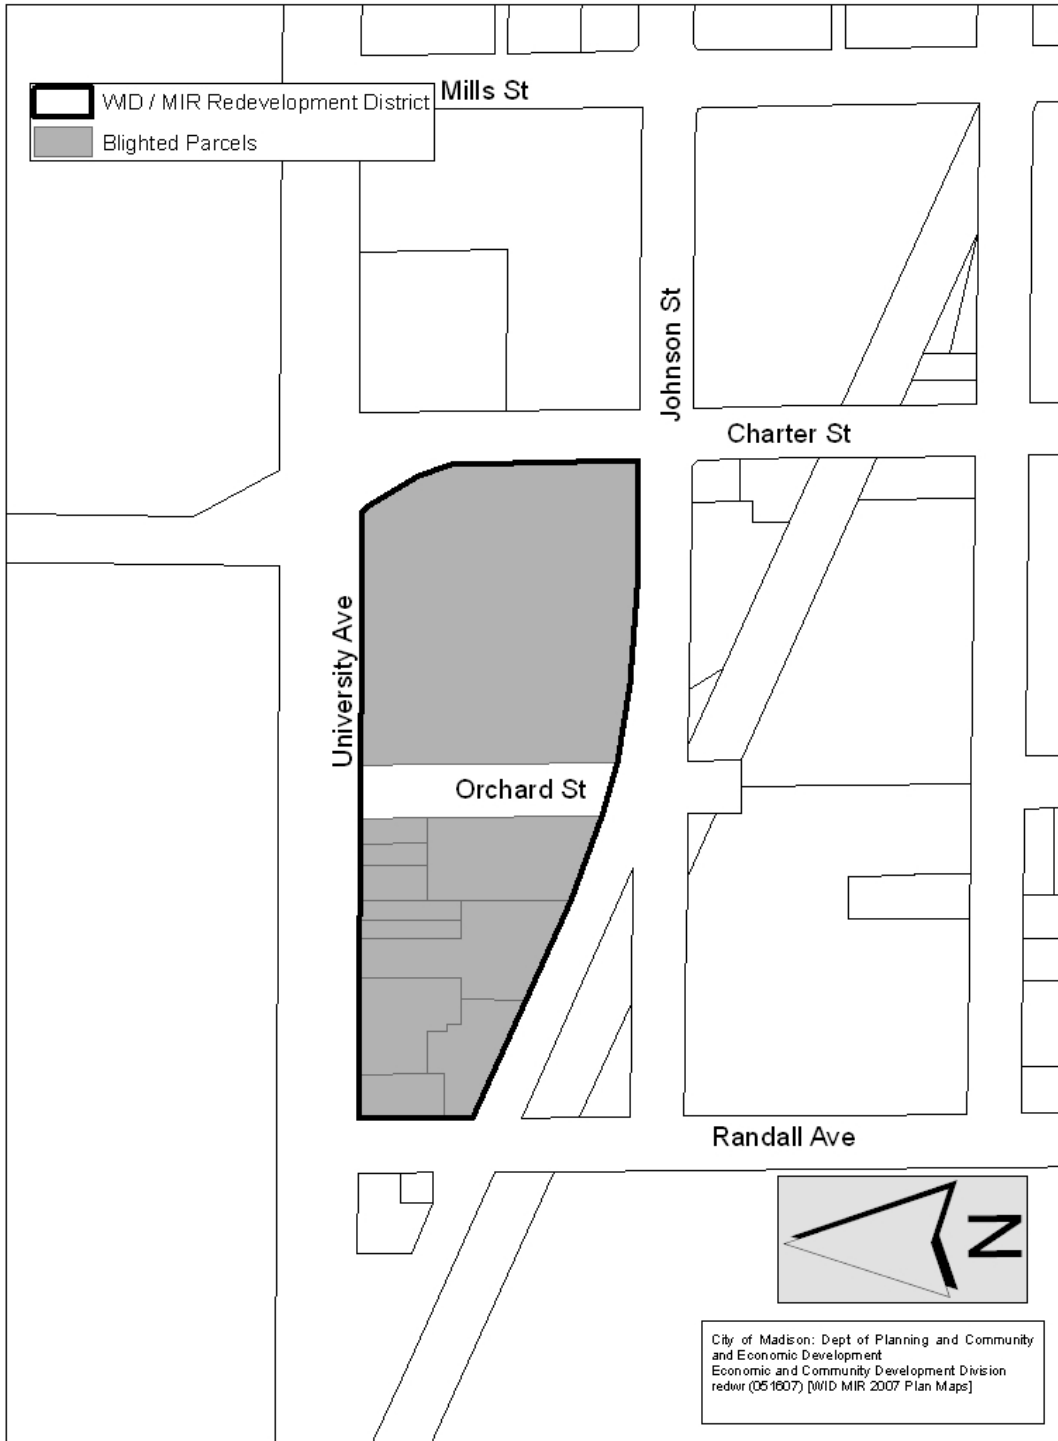 Mills St
WID / MIR Redevelopment District
Blighted Parcels
Johnson St
Charter St
University Ave
Orchard St
Randall Ave
N
City of Madison: Dept of Planning and Community
and Economic Development
Economic and Community Development Division
redwr (051607) [WID MIR 2007 Plan Maps]